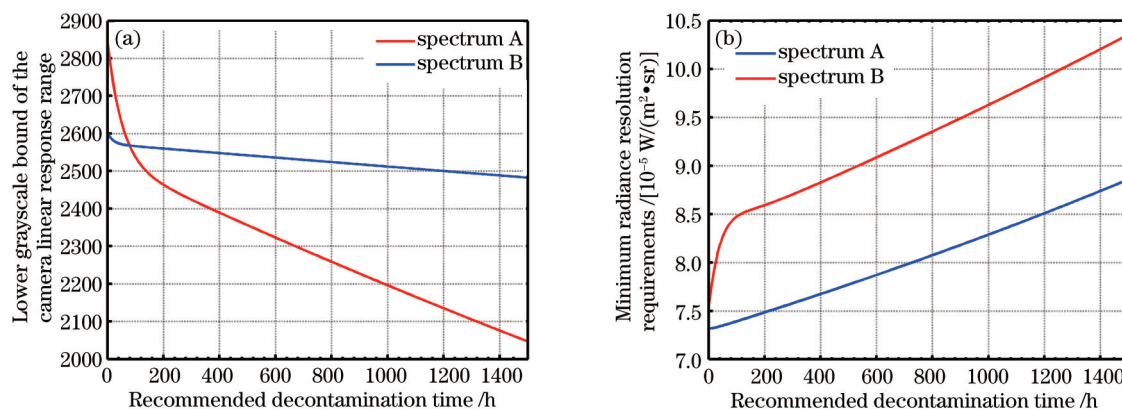 (a)
spectrum A
spectrum B
Lower grayscale bound of the
camera linear response range
2900
2800
2700
2600
2500
2400
2300
2200
2100
2000
0 200 400 600 800 1000 1200 1400
Recommended decontamination time /h
(b)
spectrum A
spectrum B
Minimum radiance resolution
requirements /[10⁻⁵ W/(m²•sr)]
10.5
10.0
9.5
9.0
8.5
8.0
7.5
7.0
0 200 400 600 800 1000 1200 1400
Recommended decontamination time /h